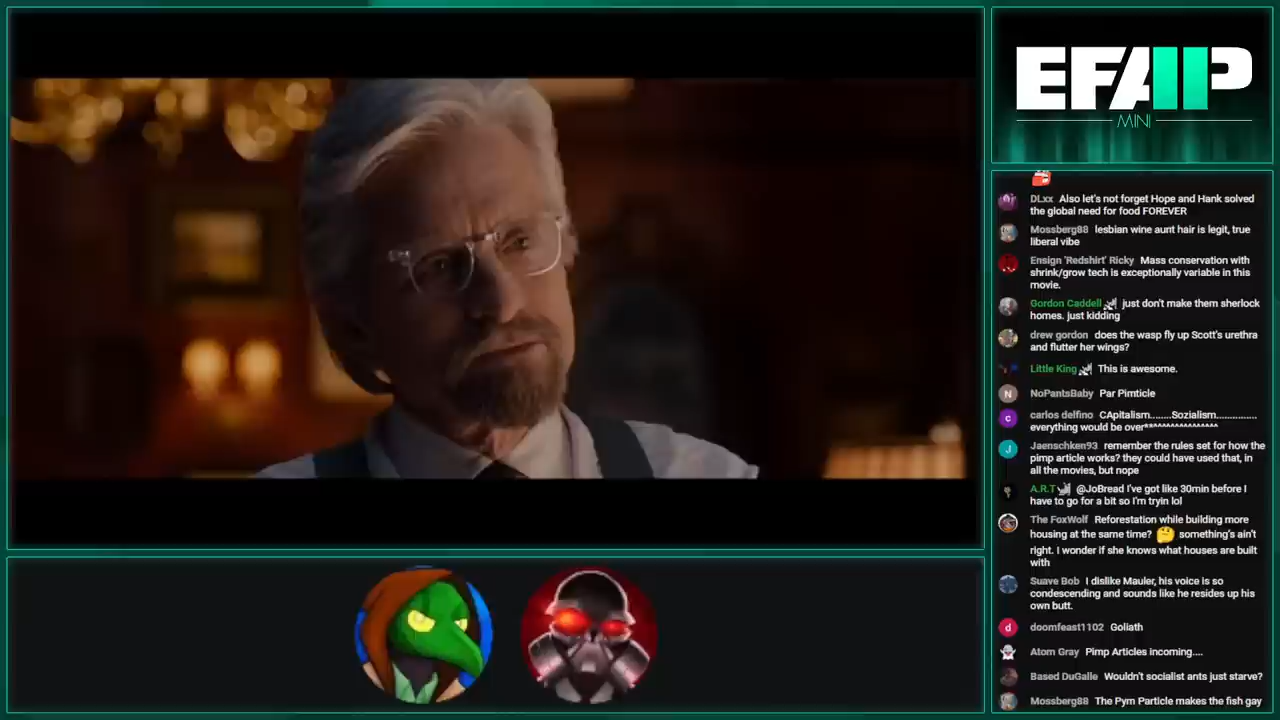 EFAP
MINI
DLxx Also let's not forget Hope and Hank solved
the global need for food FOREVER
Mossberg88 lesbian wine aunt hair is legit, true
liberal vibe
Ensign 'Redshirt' Ricky Mass conservation with
shrink/grow tech is exceptionally variable in this
movie.
Gordon Caddell just don't make them sherlock
homes. just kidding
drew gordon does the wasp fly up Scott's urethra
and flutter her wings?
Little King This is awesome.
N
NoPantsBaby Par Pimticle
c
carlos delfino CApItalism........Sozialism...............
everything would be over*****************
J
Jaenschken93 remember the rules set for how the
pimp article works? they could have used that, in
all the movies, but nope
A.R.T @JoBread I've got like 30min before I
have to go for a bit so I'm tryin lol
The FoxWolf Reforestation while building more
housing at the same time? 🤔 something's ain't
right. I wonder if she knows what houses are built
with
Suave Bob I dislike Mauler, his voice is so
condescending and sounds like he resides up his
own butt.
d
doomfeast1102 Goliath
Atom Gray Pimp Articles incoming....
Based DuGalle Wouldn't socialist ants just starve?
Mossberg88 The Pym Particle makes the fish gay